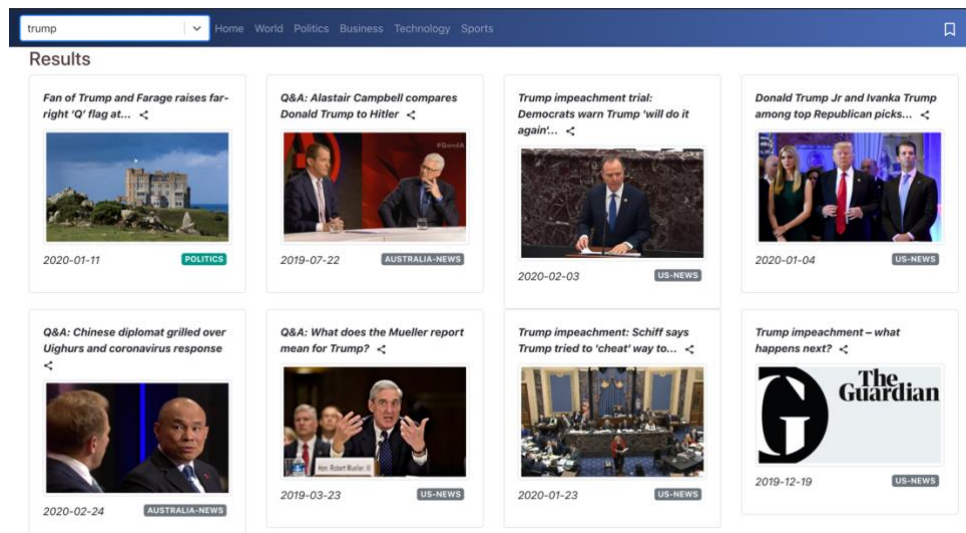 trump
Home World Politics Business Technology Sports
Results
Fan of Trump and Farage raises far-
right ‘Q’ flag at...
Q&A: Alastair Campbell compares
Donald Trump to Hitler
Trump impeachment trial:
Democrats warn Trump 'will do it
again'...
Donald Trump Jr and Ivanka Trump
among top Republican picks...
#QandA
2020-01-11
POLITICS
2019-07-22
AUSTRALIA-NEWS
2020-02-03
US-NEWS
2020-01-04
US-NEWS
Q&A: Chinese diplomat grilled over
Uighurs and coronavirus response
Q&A: What does the Mueller report
mean for Trump?
Trump impeachment: Schiff says
Trump tried to ‘cheat’ way to...
Trump impeachment – what
happens next?
Hon. Robert Mueller, III
The
Guardian
2020-02-24
AUSTRALIA-NEWS
2019-03-23
US-NEWS
2020-01-23
US-NEWS
2019-12-19
US-NEWS